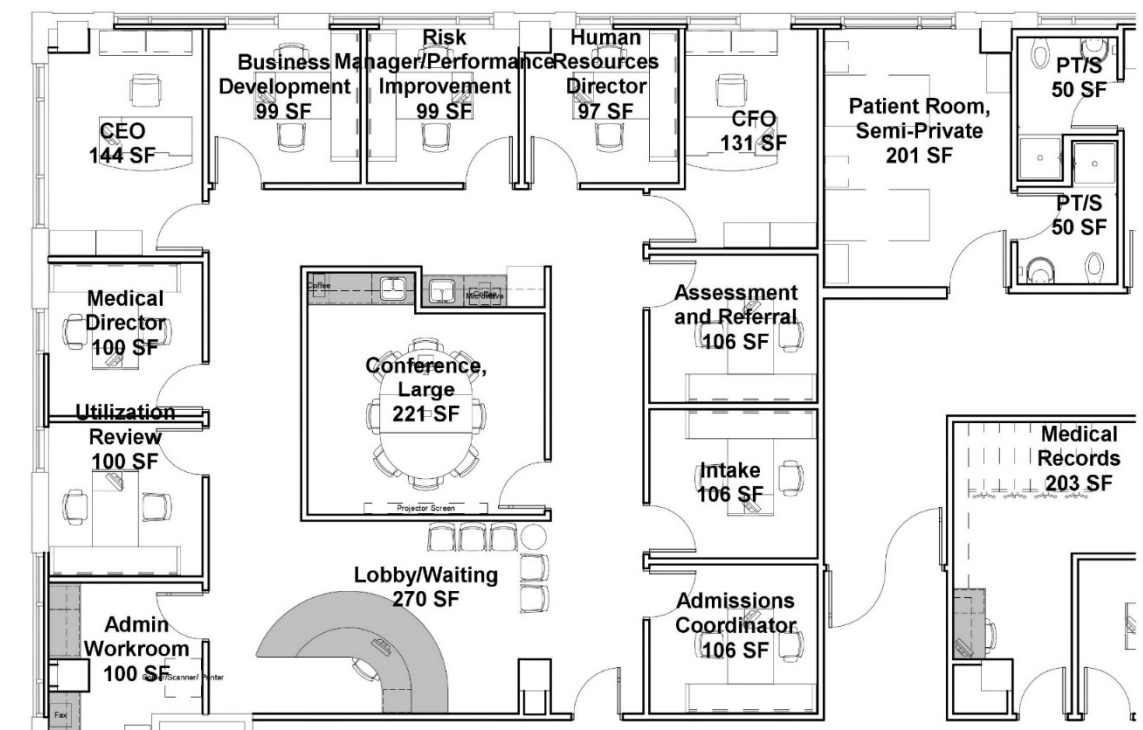 CEO
144 SF
Business
Development
99 SF
Risk
Manager/Performance
Improvement
99 SF
Human
Resources
Director
97 SF
CFO
131 SF
Patient Room,
Semi-Private
201 SF
PT/S
50 SF
PT/S
50 SF
Medical
Director
100 SF
Coffee
Coffee
Microwave
Assessment
and Referral
106 SF
Conference,
Large
221 SF
Projector Screen
Utilization
Review
100 SF
Intake
106 SF
Medical
Records
203 SF
Lobby/Waiting
270 SF
Admissions
Coordinator
106 SF
Admin
Workroom
100 SF
Copier/Scanner/ Printer
Fax